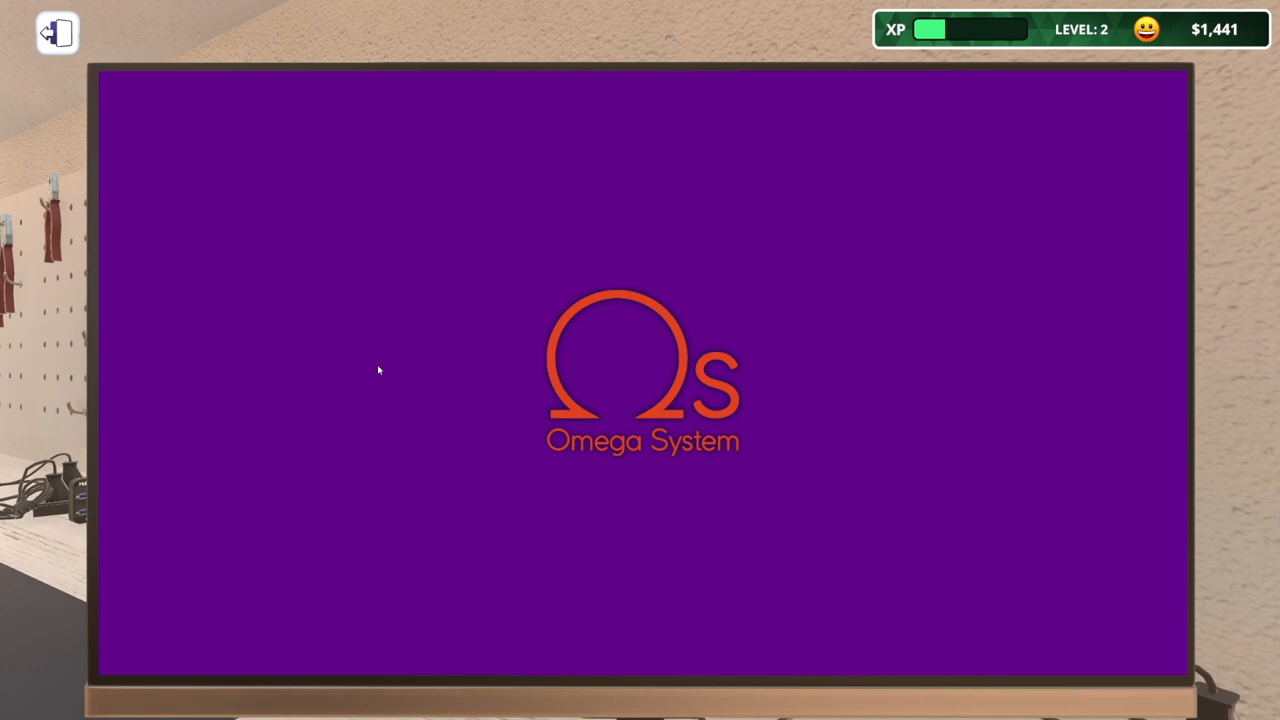 XP
LEVEL: 2
$1,441
Ωs
Omega System